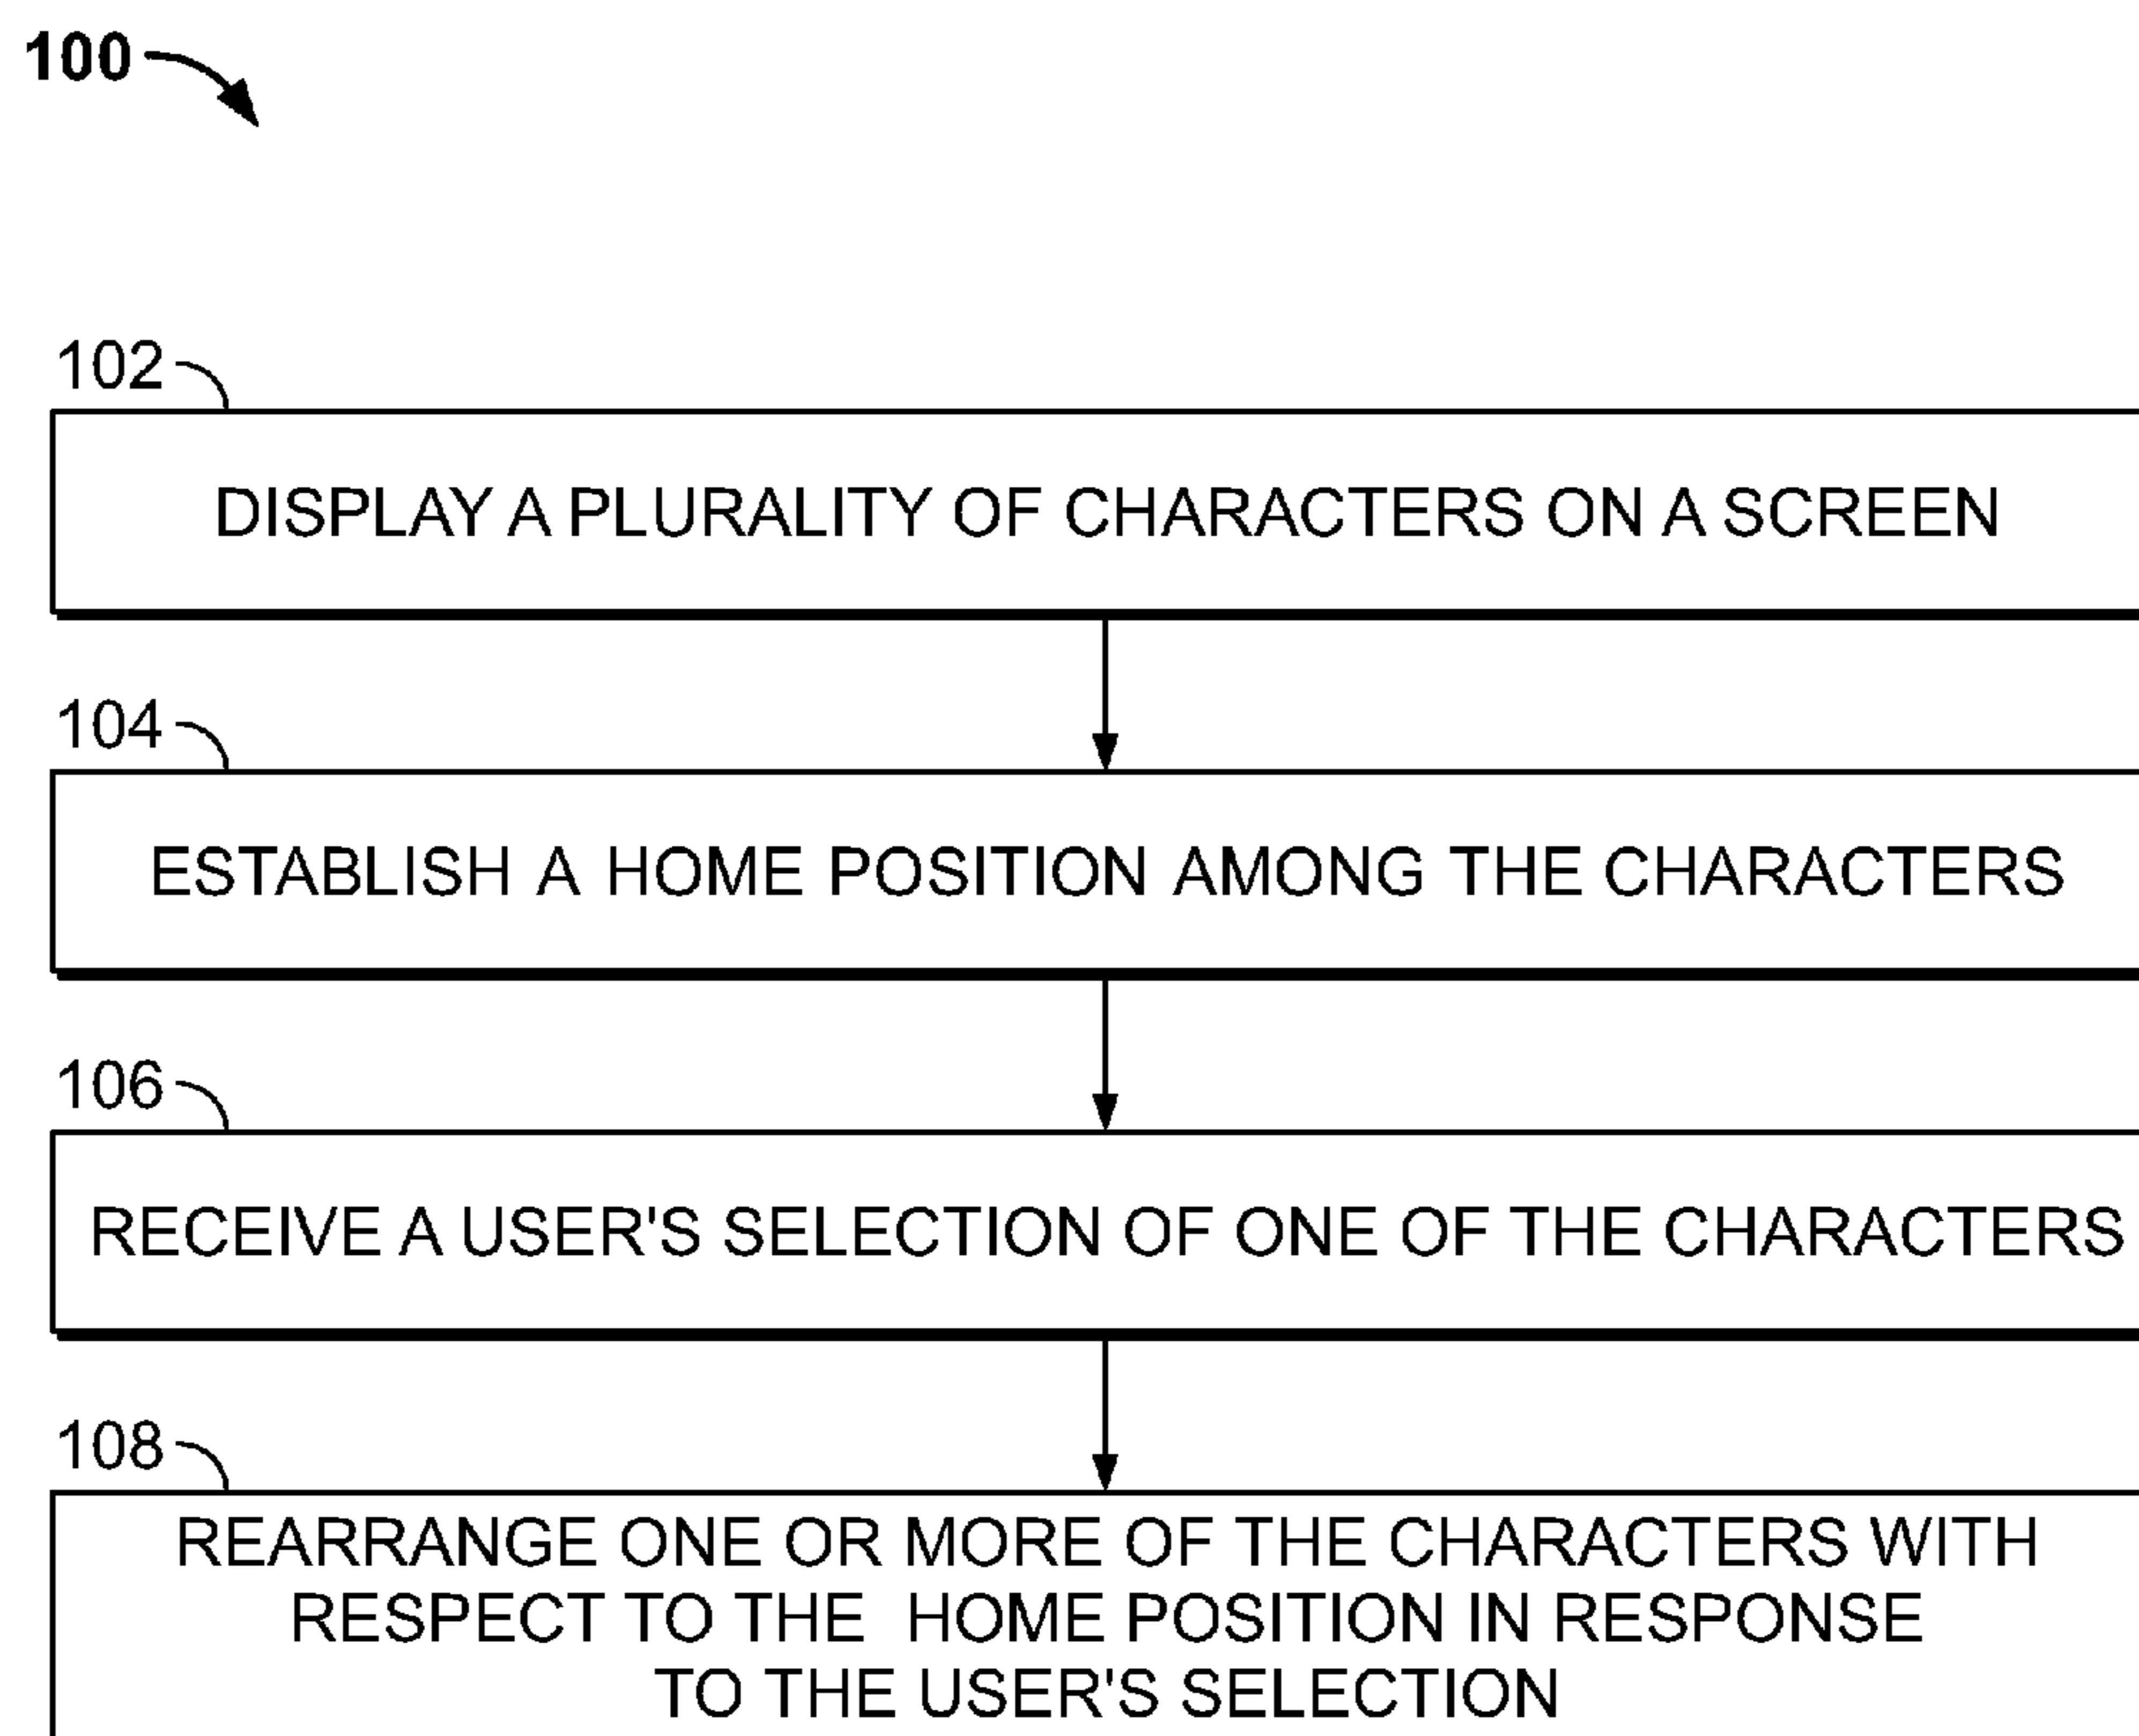 100
102
DISPLAY A PLURALITY OF CHARACTERS ON A SCREEN
104
ESTABLISH A HOME POSITION AMONG THE CHARACTERS
106
RECEIVE A USER'S SELECTION OF ONE OF THE CHARACTERS
108
REARRANGE ONE OR MORE OF THE CHARACTERS WITH
RESPECT TO THE HOME POSITION IN RESPONSE
TO THE USER'S SELECTION